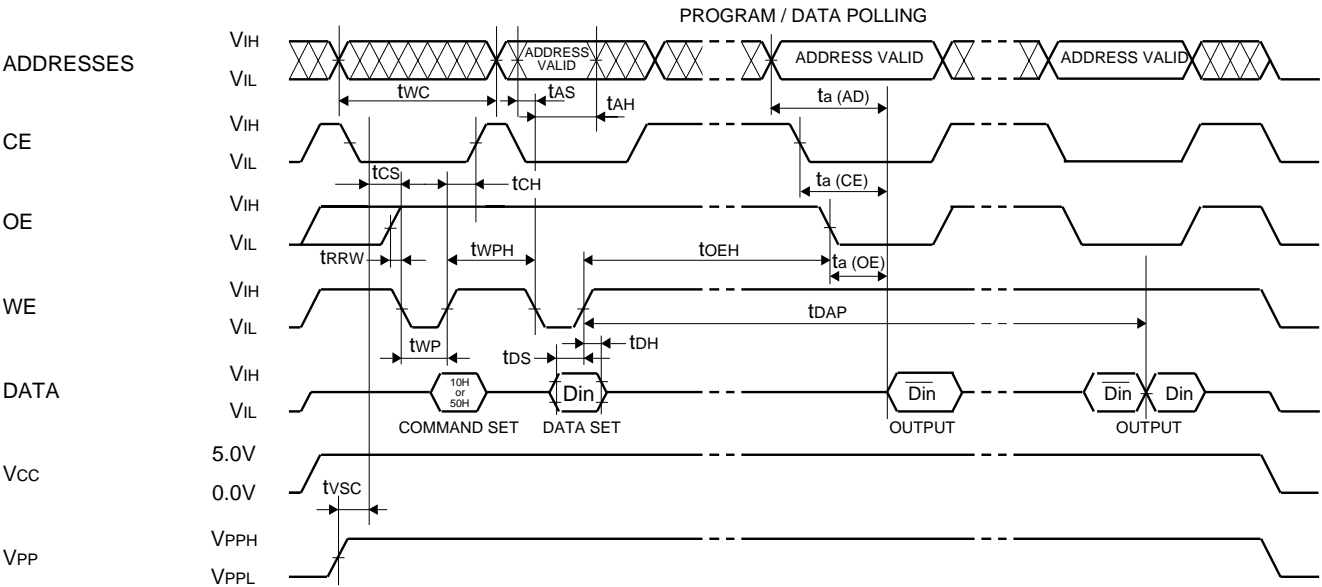 PROGRAM / DATA POLLING
ADDRESSES
VIH
VIL
ADDRESS
VALID
ADDRESS VALID
ADDRESS VALID
tWC
tAS
tAH
ta (AD)
CE
VIH
VIL
tCS
tCH
ta (CE)
OE
VIH
VIL
tRRW
tWPH
tOEH
ta (OE)
WE
VIH
VIL
tWP
tDS
tDH
tDAP
DATA
VIH
VIL
10H
or
50H
Din
Din
Din
Din
COMMAND SET
DATA SET
OUTPUT
OUTPUT
VCC
5.0V
0.0V
tVSC
VPP
VPPH
VPPL